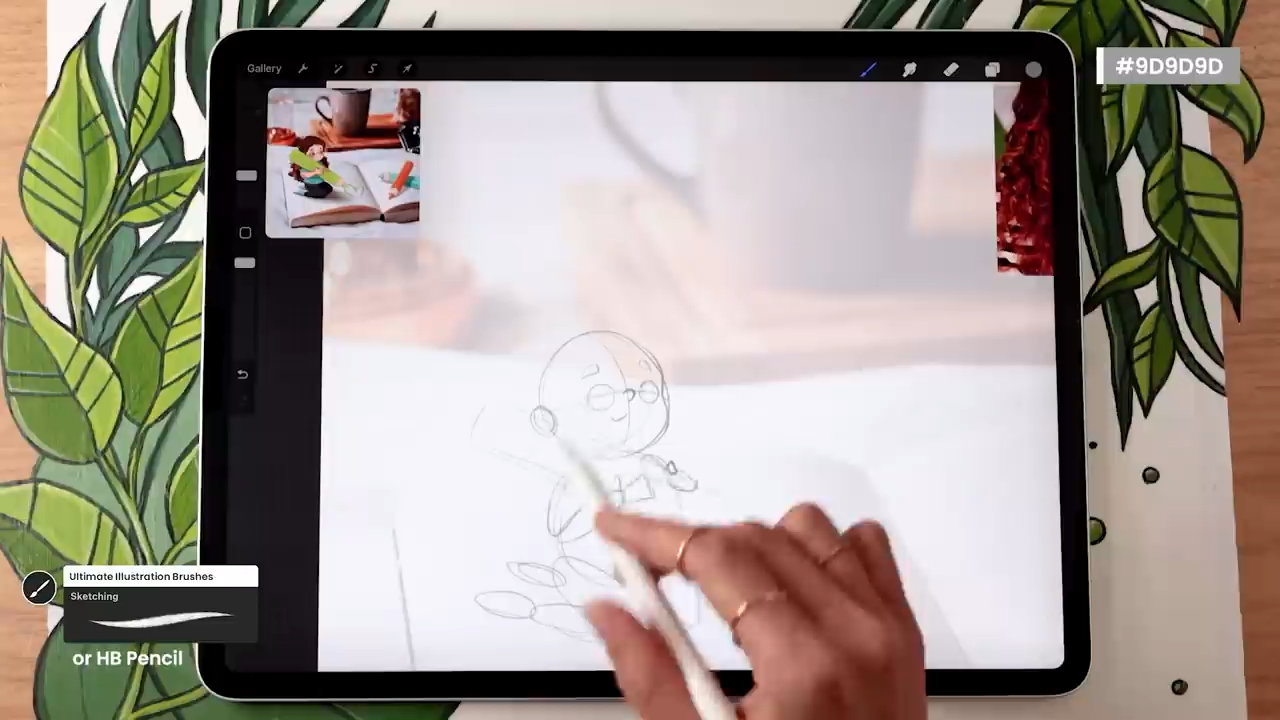 Gallery
#9D9D9D
Ultimate Illustration Brushes
Sketching
or HB Pencil